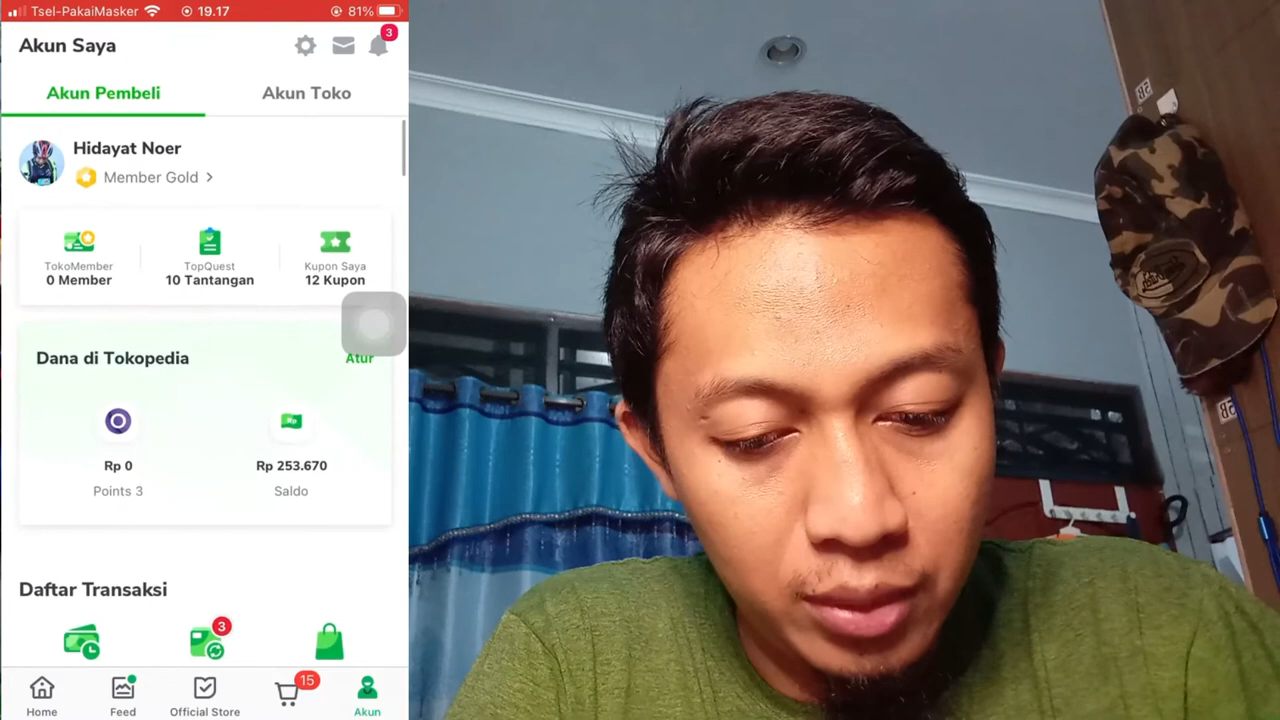 Tsel-PakaiMasker 19.17 81%
Akun Saya
3
Akun Pembeli Akun Toko
Hidayat Noer
Member Gold >
TokoMember TopQuest Kupon Saya
0 Member 10 Tantangan 12 Kupon
Dana di Tokopedia Atur
Rp
Rp 0 Rp 253.670
Points 3 Saldo
Daftar Transaksi
3
15
Home Feed Official Store Akun